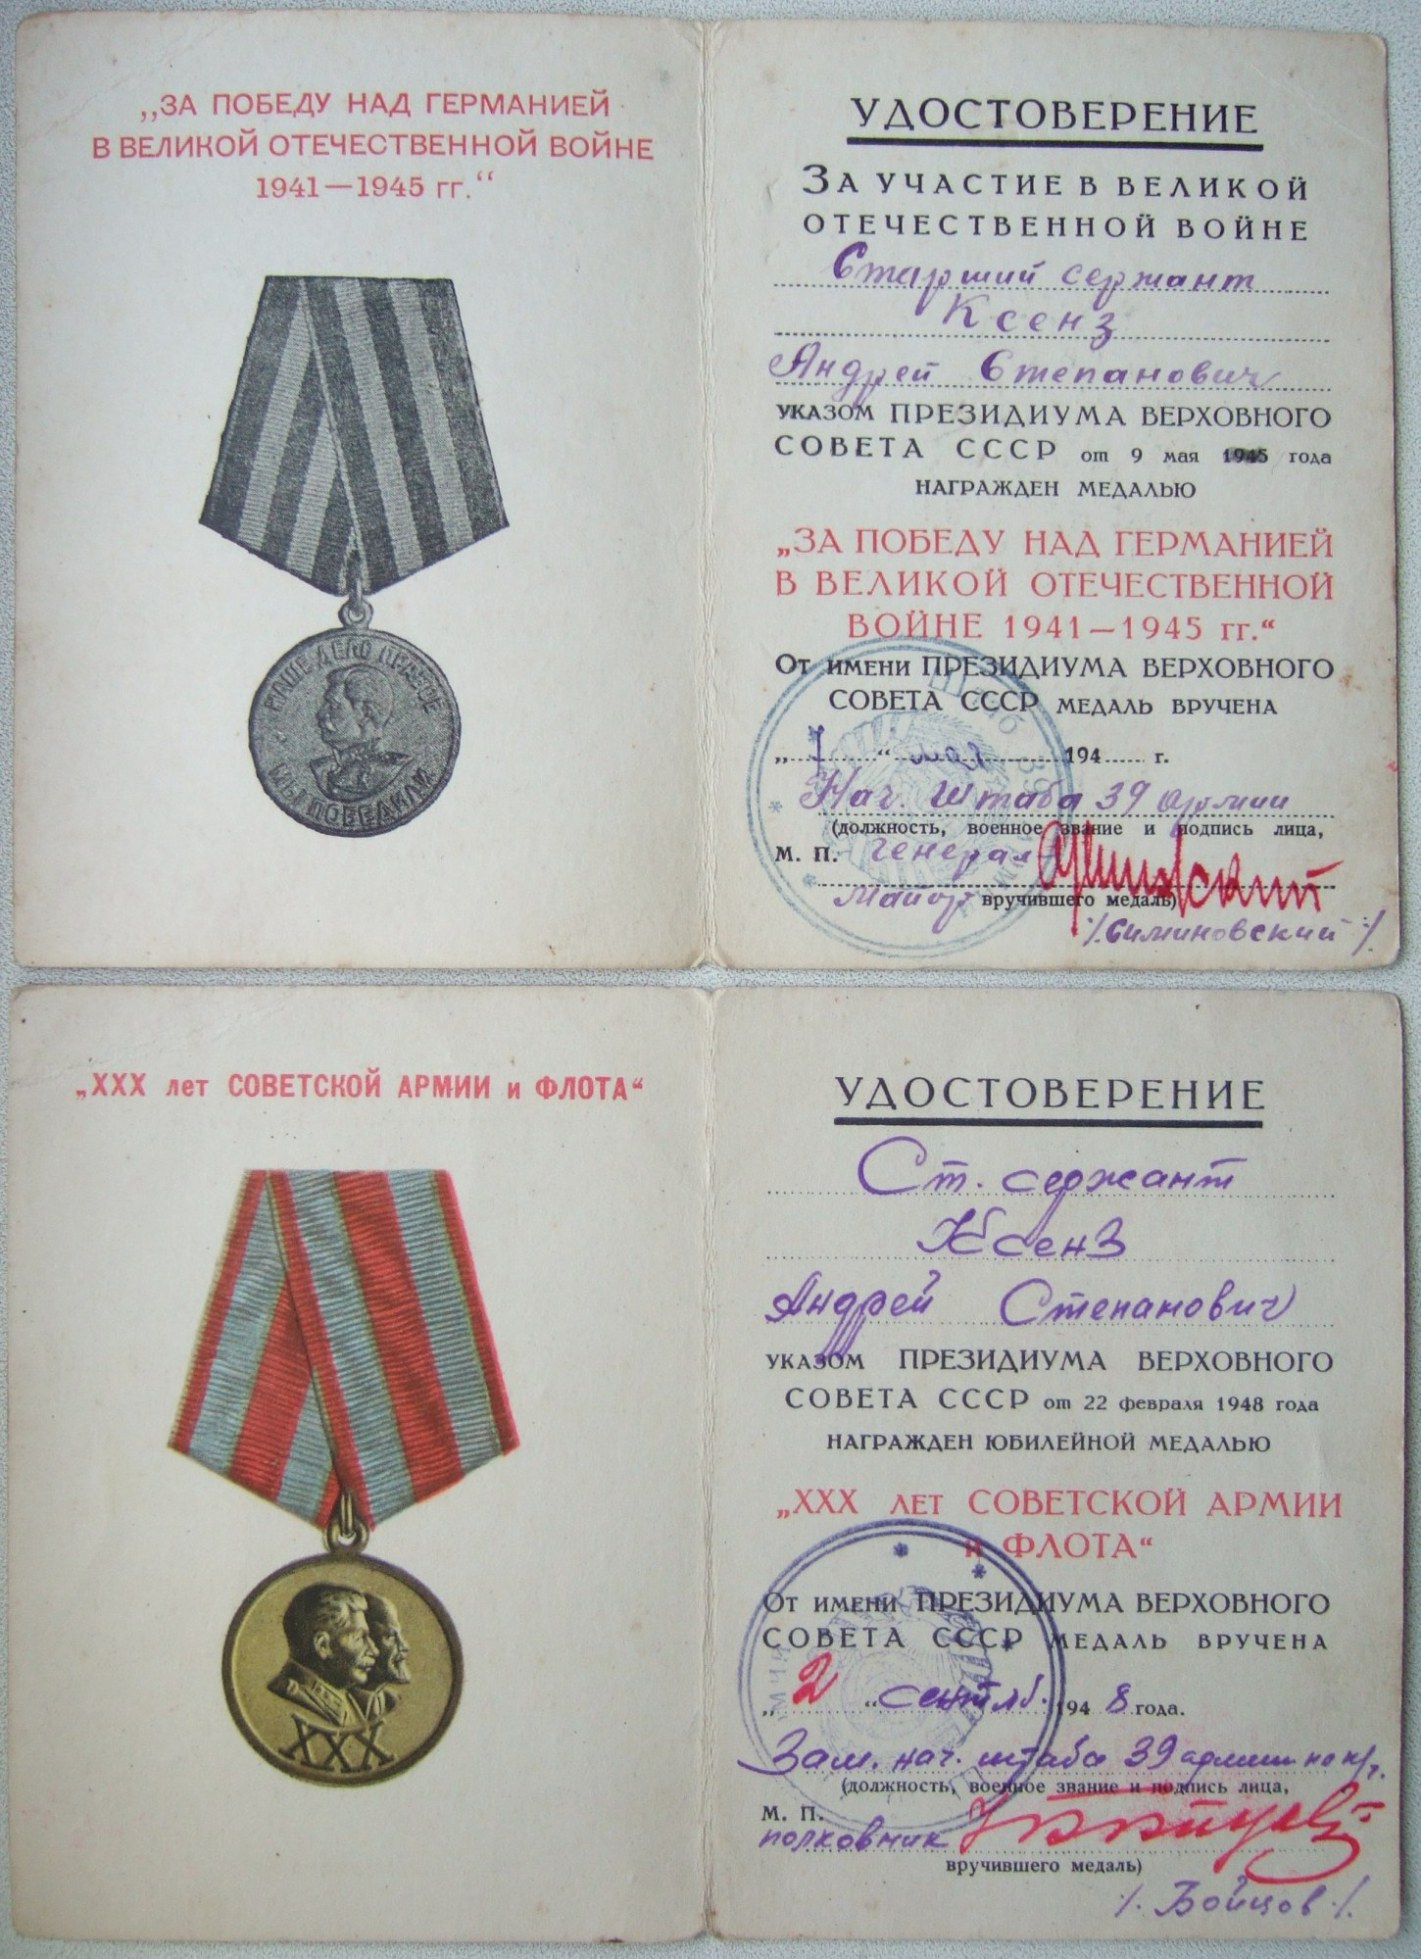 „ЗА ПОБЕДУ НАД ГЕРМАНИЕЙ
В ВЕЛИКОЙ ОТЕЧЕСТВЕННОЙ ВОЙНЕ
1941—1945 гг.“
НАШЕ ДЕЛО ПРАВОЕ
МЫ ПОБЕДИЛИ
УДОСТОВЕРЕНИЕ
ЗА УЧАСТИЕ В ВЕЛИКОЙ
ОТЕЧЕСТВЕННОЙ ВОЙНЕ
Старший сержант
Ксенз
Андрей Степанович
УКАЗОМ ПРЕЗИДИУМА ВЕРХОВНОГО
СОВЕТА СССР от 9 мая 1945 года
НАГРАЖДЕН МЕДАЛЬЮ
„ЗА ПОБЕДУ НАД ГЕРМАНИЕЙ
В ВЕЛИКОЙ ОТЕЧЕСТВЕННОЙ
ВОЙНЕ 1941—1945 гг.“
ОТ ИМЕНИ ПРЕЗИДИУМА ВЕРХОВНОГО
СОВЕТА СССР МЕДАЛЬ ВРУЧЕНА
„ “ 194 г.
Нач. штаба 39 армии
(должность, военное звание и подпись лица,
М. П. генерал
майор вручившего медаль)
/Симиновский/
„XXX лет СОВЕТСКОЙ АРМИИ и ФЛОТА“
XXX
УДОСТОВЕРЕНИЕ
Ст. сержант
Ксенз
Андрей Степанович
УКАЗОМ ПРЕЗИДИУМА ВЕРХОВНОГО
СОВЕТА СССР от 22 февраля 1948 года
НАГРАЖДЕН ЮБИЛЕЙНОЙ МЕДАЛЬЮ
„XXX ЛЕТ СОВЕТСКОЙ АРМИИ
и ФЛОТА“
ОТ ИМЕНИ ПРЕЗИДИУМА ВЕРХОВНОГО
СОВЕТА СССР МЕДАЛЬ ВРУЧЕНА
„2“ сентяб. 1948 года.
Зам. нач. штаба 39 армии
(должность, военное звание и подпись лица,
М. П.
полковник
вручившего медаль)
/. Бойцов /.